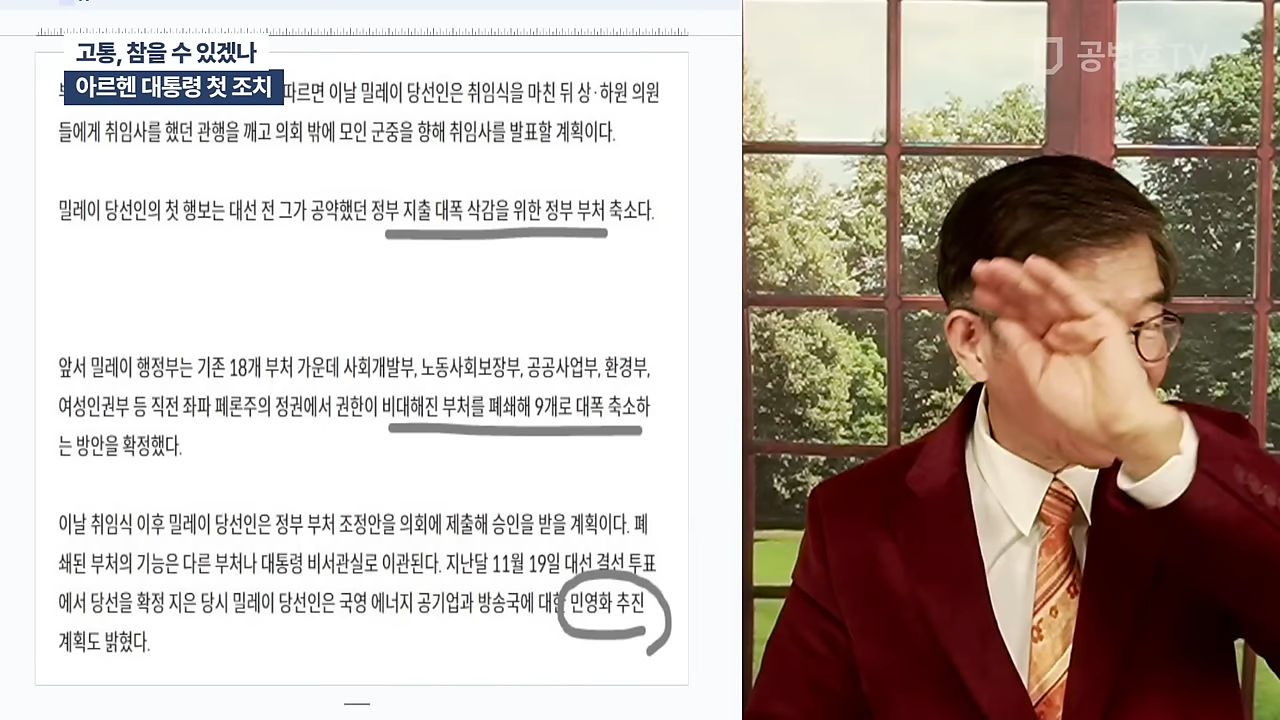 고통, 참을 수 있겠나
아르헨 대통령 첫 조치
따르면 이날 밀레이 당선인은 취임식을 마친 뒤 상·하원 의원
들에게 취임사를 했던 관행을 깨고 의회 밖에 모인 군중을 향해 취임사를 발표할 계획이다.
밀레이 당선인의 첫 행보는 대선 전 그가 공약했던 정부 지출 대폭 삭감을 위한 정부 부처 축소다.
앞서 밀레이 행정부는 기존 18개 부처 가운데 사회개발부, 노동사회보장부, 공공사업부, 환경부,
여성인권부 등 직전 좌파 페론주의 정권에서 권한이 비대해진 부처를 폐쇄해 9개로 대폭 축소하
는 방안을 확정했다.
이날 취임식 이후 밀레이 당선인은 정부 부처 조정안을 의회에 제출해 승인을 받을 계획이다. 폐
쇄된 부처의 기능은 다른 부처나 대통령 비서관실로 이관된다. 지난달 11월 19일 대선 결선 투표
에서 당선을 확정 지은 당시 밀레이 당선인은 국영 에너지 공기업과 방송국에 대한 민영화 추진
계획도 밝혔다.
공병호TV